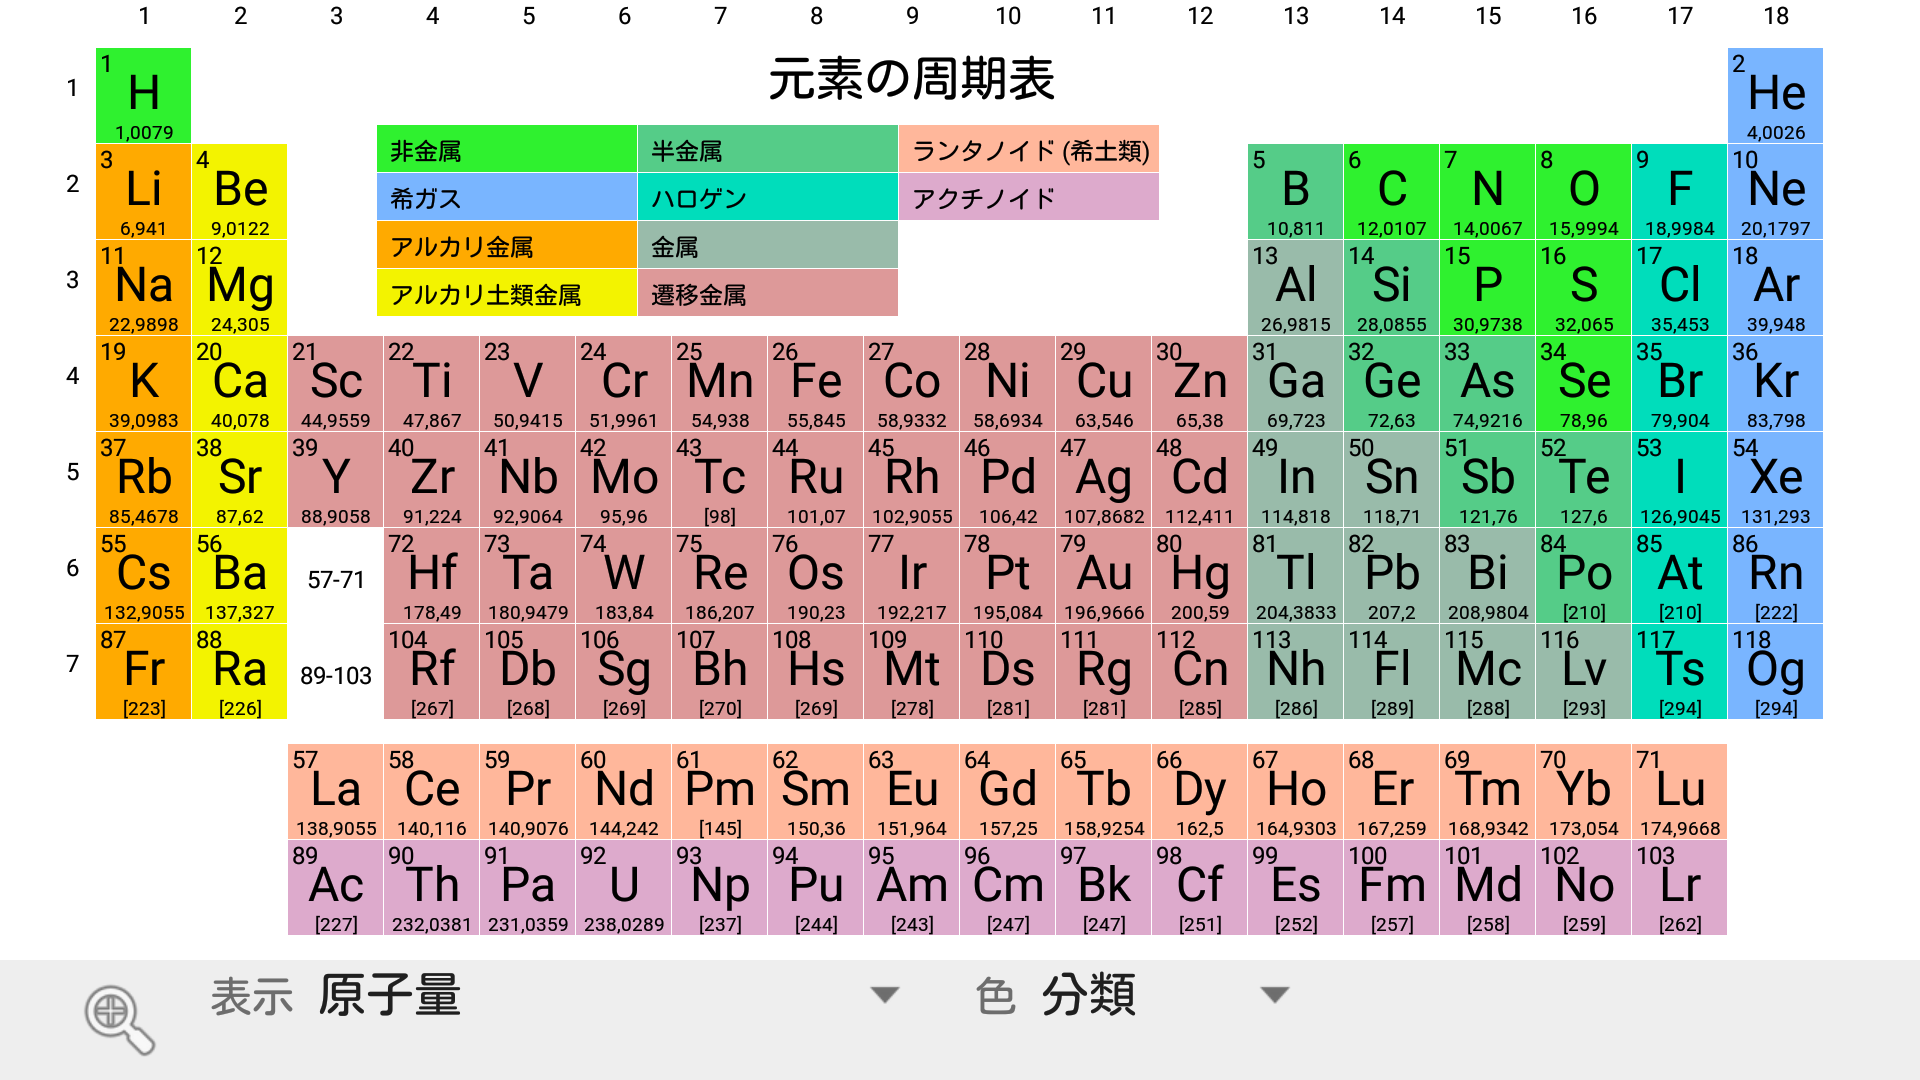 1 2 3 4 5 6 7 8 9 10 11 12 13 14 15 16 17 18
元素の周期表
1
1 H 1,0079
2 He 4,0026
非金属 半金属 ランタノイド (希土類)
希ガス ハロゲン アクチノイド
アルカリ金属 金属
アルカリ土類金属 遷移金属
2
3 Li 6,941
4 Be 9,0122
5 B 10,811
6 C 12,0107
7 N 14,0067
8 O 15,9994
9 F 18,9984
10 Ne 20,1797
3
11 Na 22,9898
12 Mg 24,305
13 Al 26,9815
14 Si 28,0855
15 P 30,9738
16 S 32,065
17 Cl 35,453
18 Ar 39,948
4
19 K 39,0983
20 Ca 40,078
21 Sc 44,9559
22 Ti 47,867
23 V 50,9415
24 Cr 51,9961
25 Mn 54,938
26 Fe 55,845
27 Co 58,9332
28 Ni 58,6934
29 Cu 63,546
30 Zn 65,38
31 Ga 69,723
32 Ge 72,63
33 As 74,9216
34 Se 78,96
35 Br 79,904
36 Kr 83,798
5
37 Rb 85,4678
38 Sr 87,62
39 Y 88,9058
40 Zr 91,224
41 Nb 92,9064
42 Mo 95,96
43 Tc [98]
44 Ru 101,07
45 Rh 102,9055
46 Pd 106,42
47 Ag 107,8682
48 Cd 112,411
49 In 114,818
50 Sn 118,71
51 Sb 121,76
52 Te 127,6
53 I 126,9045
54 Xe 131,293
6
55 Cs 132,9055
56 Ba 137,327
57-71
72 Hf 178,49
73 Ta 180,9479
74 W 183,84
75 Re 186,207
76 Os 190,23
77 Ir 192,217
78 Pt 195,084
79 Au 196,9666
80 Hg 200,59
81 Tl 204,3833
82 Pb 207,2
83 Bi 208,9804
84 Po [210]
85 At [210]
86 Rn [222]
7
87 Fr [223]
88 Ra [226]
89-103
104 Rf [267]
105 Db [268]
106 Sg [269]
107 Bh [270]
108 Hs [269]
109 Mt [278]
110 Ds [281]
111 Rg [281]
112 Cn [285]
113 Nh [286]
114 Fl [289]
115 Mc [288]
116 Lv [293]
117 Ts [294]
118 Og [294]
57 La 138,9055
58 Ce 140,116
59 Pr 140,9076
60 Nd 144,242
61 Pm [145]
62 Sm 150,36
63 Eu 151,964
64 Gd 157,25
65 Tb 158,9254
66 Dy 162,5
67 Ho 164,9303
68 Er 167,259
69 Tm 168,9342
70 Yb 173,054
71 Lu 174,9668
89 Ac [227]
90 Th 232,0381
91 Pa 231,0359
92 U 238,0289
93 Np [237]
94 Pu [244]
95 Am [243]
96 Cm [247]
97 Bk [247]
98 Cf [251]
99 Es [252]
100 Fm [257]
101 Md [258]
102 No [259]
103 Lr [262]
表示 原子量 色 分類